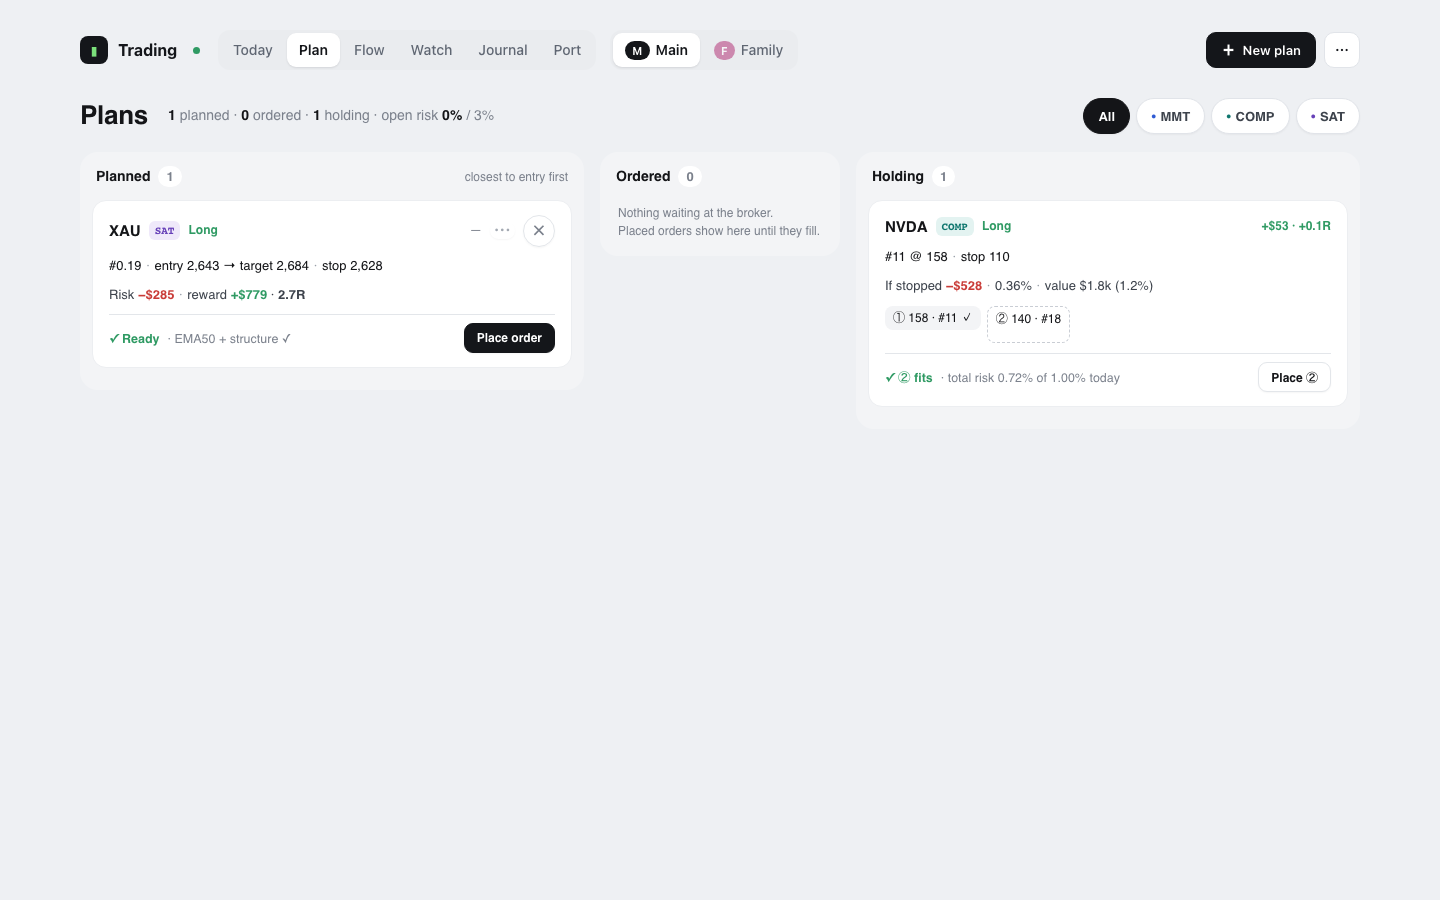 Trading Today Plan Flow Watch Journal Port M Main F Family + New plan ···
Plans 1 planned · 0 ordered · 1 holding · open risk 0% / 3% All • MMT • COMP • SAT
Planned 1 closest to entry first
XAU SAT Long – ··· ✕
#0.19 · entry 2,643 → target 2,684 · stop 2,628
Risk –$285 · reward +$779 · 2.7R
✓ Ready · EMA50 + structure ✓ Place order
Ordered 0
Nothing waiting at the broker.
Placed orders show here until they fill.
Holding 1
NVDA COMP Long +$53 · +0.1R
#11 @ 158 · stop 110
If stopped –$528 · 0.36% · value $1.8k (1.2%)
① 158 · #11 ✓ ② 140 · #18
✓ ② fits · total risk 0.72% of 1.00% today Place ②